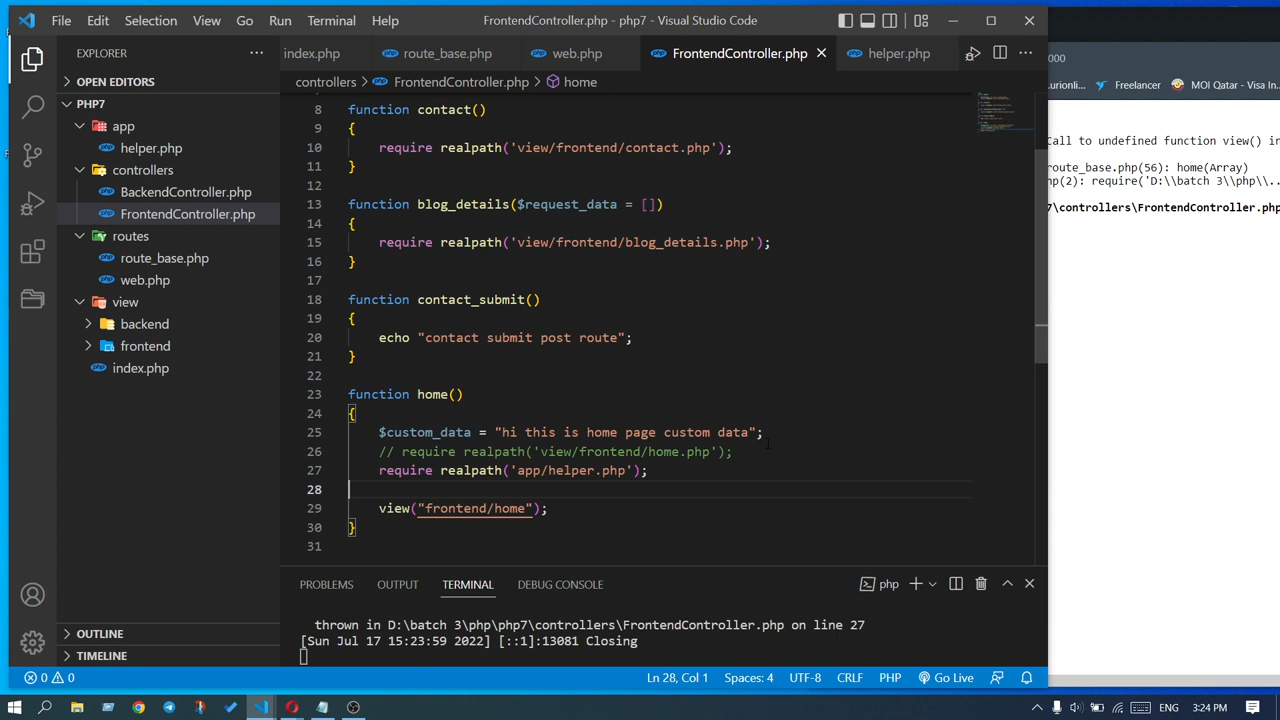 File Edit Selection View Go Run Terminal Help
FrontendController.php - php7 - Visual Studio Code
EXPLORER
OPEN EDITORS
PHP7
app
helper.php
controllers
BackendController.php
FrontendController.php
routes
route_base.php
web.php
view
backend
frontend
index.php
OUTLINE
TIMELINE
index.php route_base.php web.php FrontendController.php helper.php
controllers > FrontendController.php > home
8 function contact()
9 {
10 require realpath('view/frontend/contact.php');
11 }
12
13 function blog_details($request_data = [])
14 {
15 require realpath('view/frontend/blog_details.php');
16 }
17
18 function contact_submit()
19 {
20 echo "contact submit post route";
21 }
22
23 function home()
24 {
25 $custom_data = "hi this is home page custom data";
26 // require realpath('view/frontend/home.php');
27 require realpath('app/helper.php');
28
29 view("frontend/home");
30 }
31
PROBLEMS OUTPUT TERMINAL DEBUG CONSOLE
php
thrown in D:\batch 3\php\php7\controllers\FrontendController.php on line 27
[Sun Jul 17 15:23:59 2022] [::1]:13081 Closing
0 0
Ln 28, Col 1 Spaces: 4 UTF-8 CRLF PHP Go Live
000
Freelancer MOI Qatar - Visa In...
Call to undefined function view() in
route_base.php(56): home(Array)
np(2): require('D:\\batch 3\\php\\...
7\controllers\FrontendController.php
ENG 3:24 PM